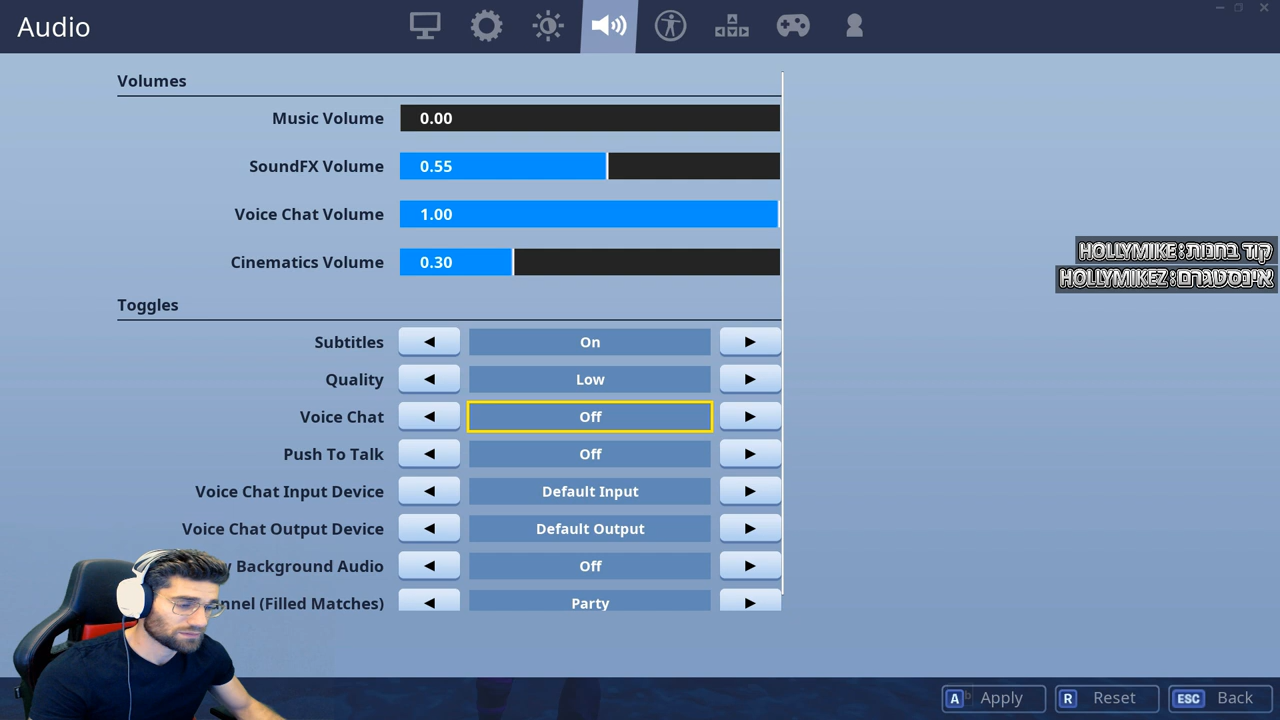 Audio
Volumes
Music Volume 0.00
SoundFX Volume 0.55
Voice Chat Volume 1.00
Cinematics Volume 0.30
קוד בחנות: HOLLYMIKE
אינסטגרם: HOLLYMIKEZ
Toggles
Subtitles On
Quality Low
Voice Chat Off
Push To Talk Off
Voice Chat Input Device Default Input
Voice Chat Output Device Default Output
Background Audio Off
(Filled Matches) Party
A Apply
R Reset
ESC Back